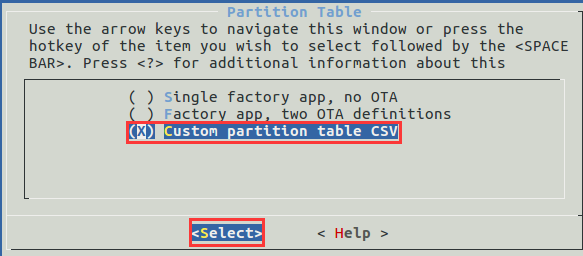 Partition Table
Use the arrow keys to navigate this window or press the
hotkey of the item you wish to select followed by the <SPACE
BAR>. Press <?> for additional information about this
( ) Single factory app, no OTA
( ) Factory app, two OTA definitions
(X) Custom partition table CSV
<Select> < Help >